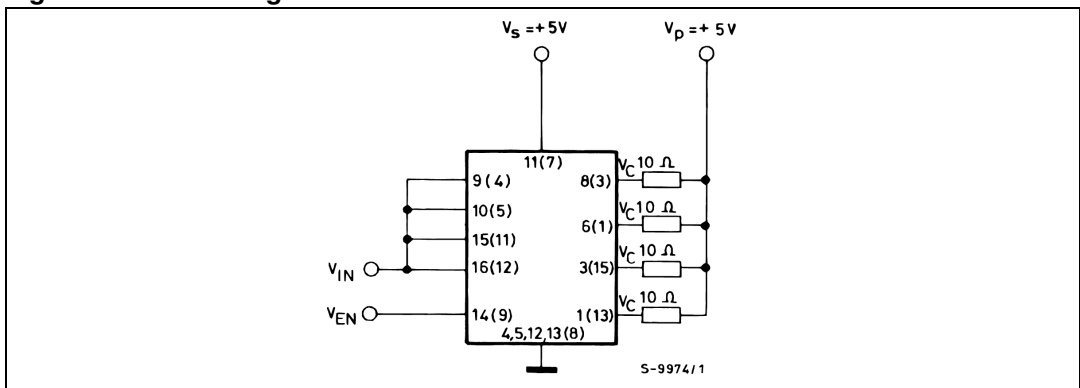 Vs = +5V
Vp = + 5V
11(7)
9(4)
10(5)
15(11)
16(12)
14(9)
VIN
VEN
8(3)
6(1)
3(15)
1(13)
VC 10 Ω
VC 10 Ω
VC 10 Ω
VC 10 Ω
4,5,12,13(8)
S-9974/1